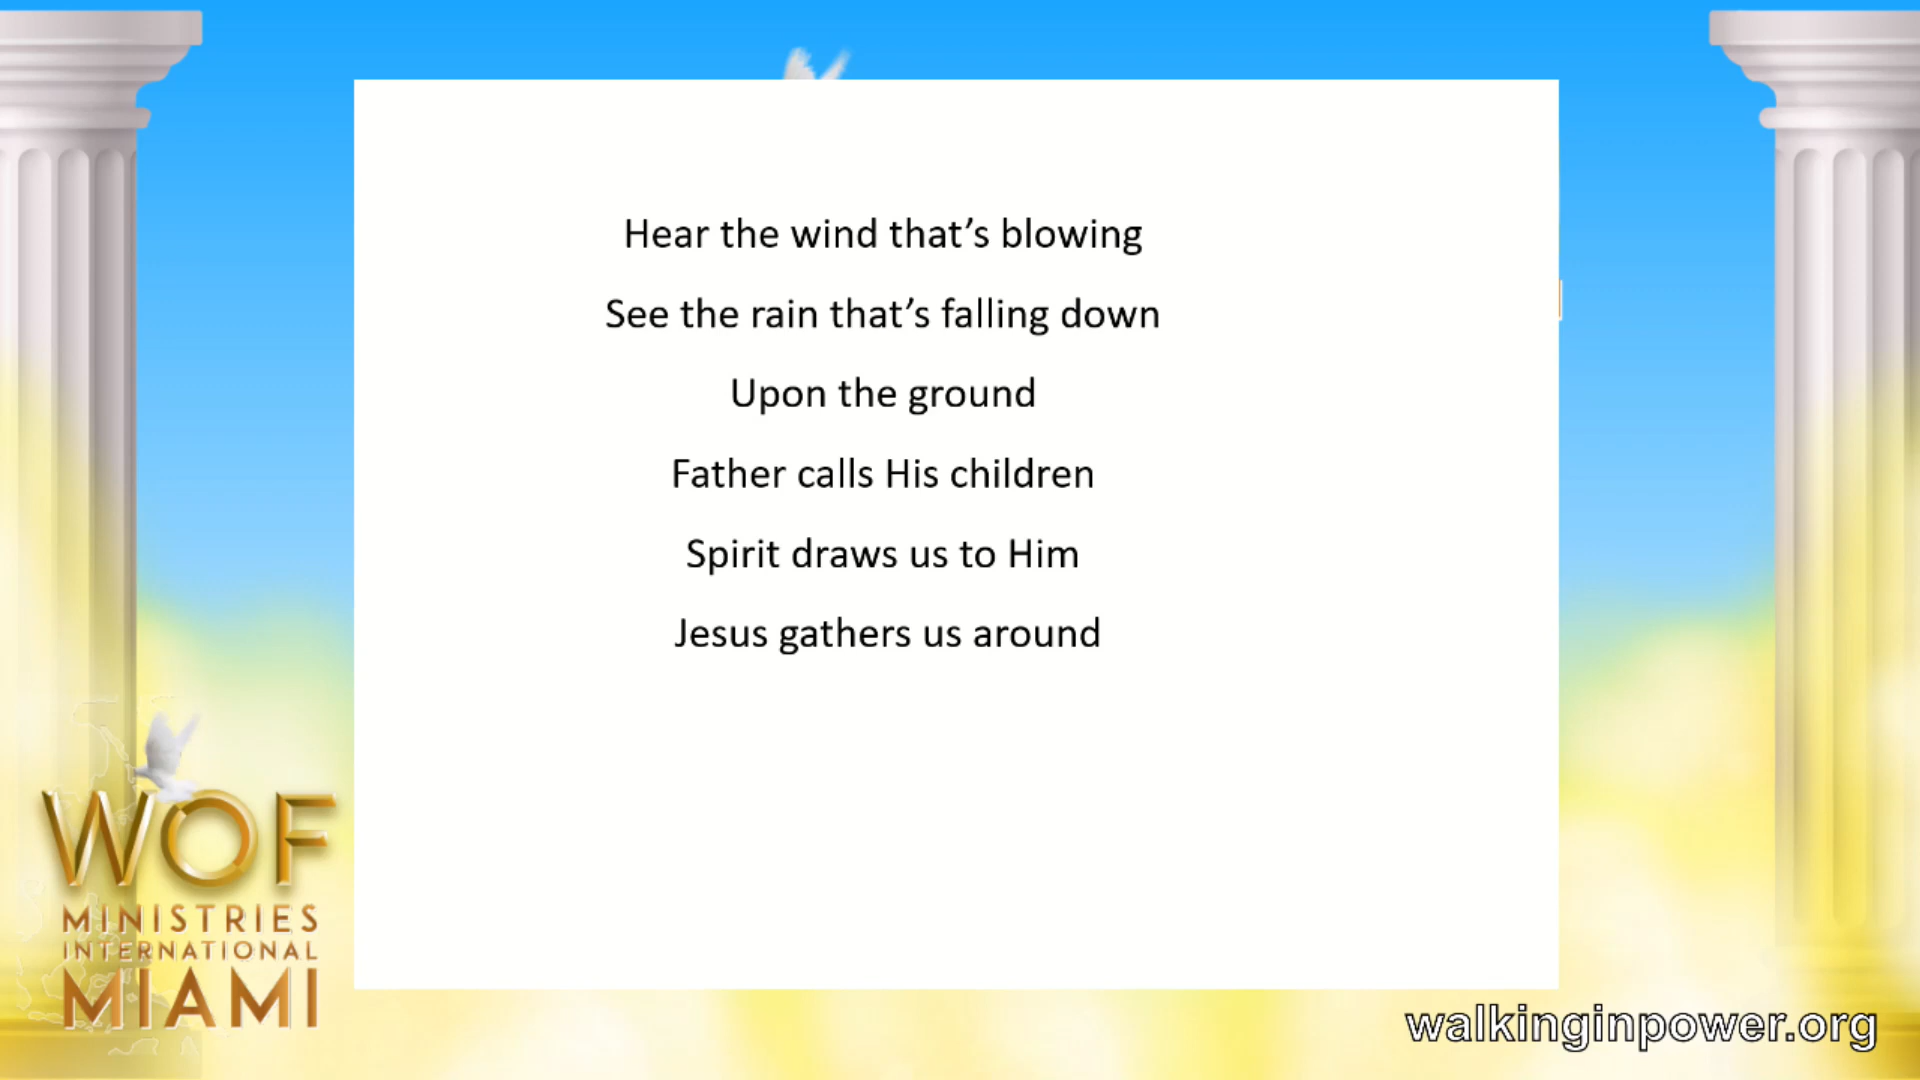 Hear the wind that’s blowing
See the rain that’s falling down
Upon the ground
Father calls His children
Spirit draws us to Him
Jesus gathers us around
WOF
MINISTRIES
INTERNATIONAL
MIAMI
walkinginpower.org